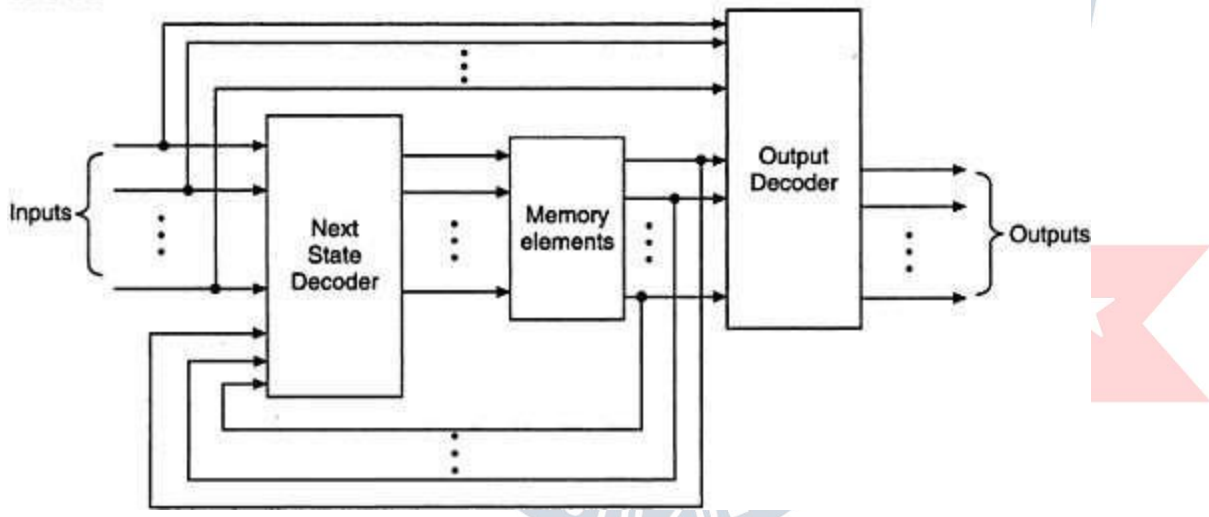 Inputs
Next
State
Decoder
Memory
elements
Output
Decoder
Outputs